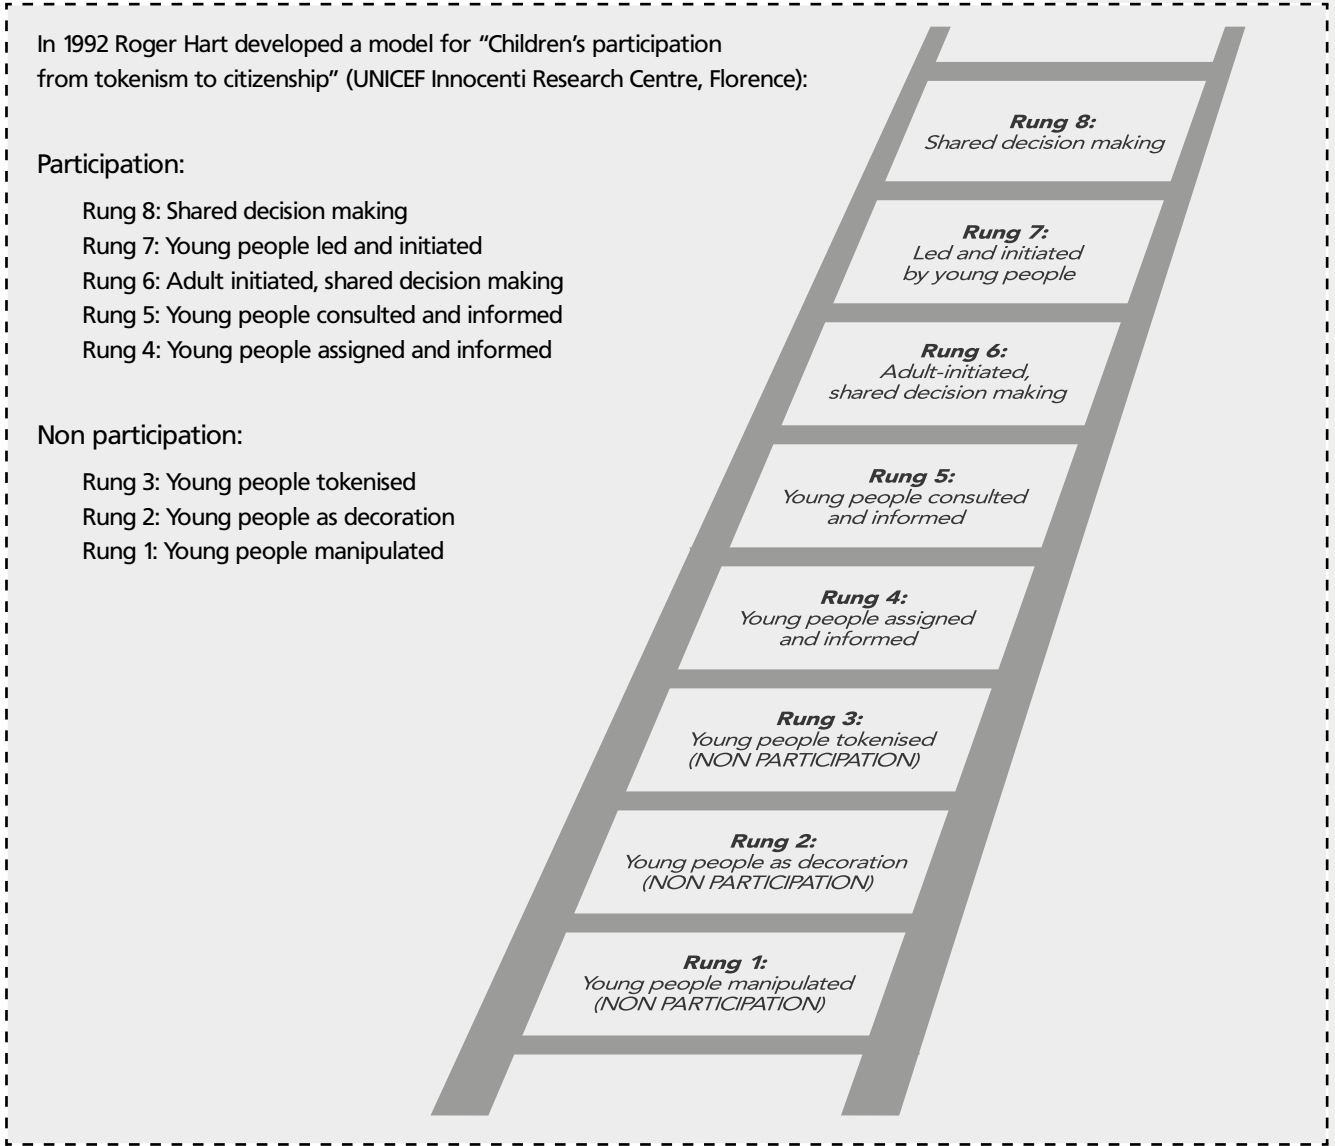 In 1992 Roger Hart developed a model for “Children’s participation
from tokenism to citizenship” (UNICEF Innocenti Research Centre, Florence):
Participation:
Rung 8: Shared decision making
Rung 7: Young people led and initiated
Rung 6: Adult initiated, shared decision making
Rung 5: Young people consulted and informed
Rung 4: Young people assigned and informed
Non participation:
Rung 3: Young people tokenised
Rung 2: Young people as decoration
Rung 1: Young people manipulated
Rung 8:
Shared decision making
Rung 7:
Led and initiated
by young people
Rung 6:
Adult-initiated,
shared decision making
Rung 5:
Young people consulted
and informed
Rung 4:
Young people assigned
and informed
Rung 3:
Young people tokenised
(NON PARTICIPATION)
Rung 2:
Young people as decoration
(NON PARTICIPATION)
Rung 1:
Young people manipulated
(NON PARTICIPATION)